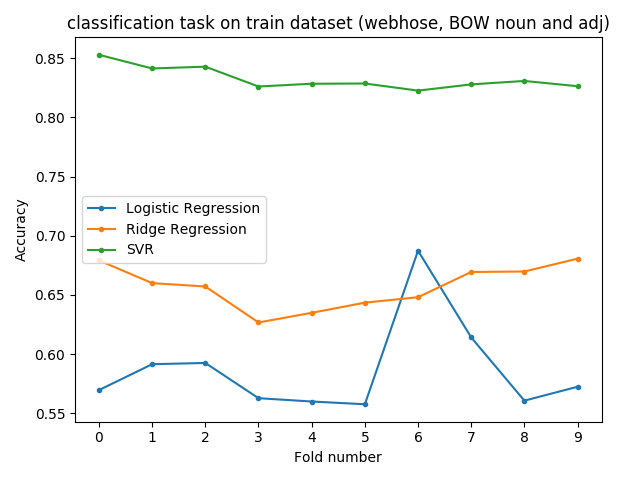 classification task on train dataset (webhose, BOW noun and adj)
0.85
0.80
0.75
0.70
0.65
0.60
0.55
Accuracy
Logistic Regression
Ridge Regression
SVR
0 1 2 3 4 5 6 7 8 9
Fold number